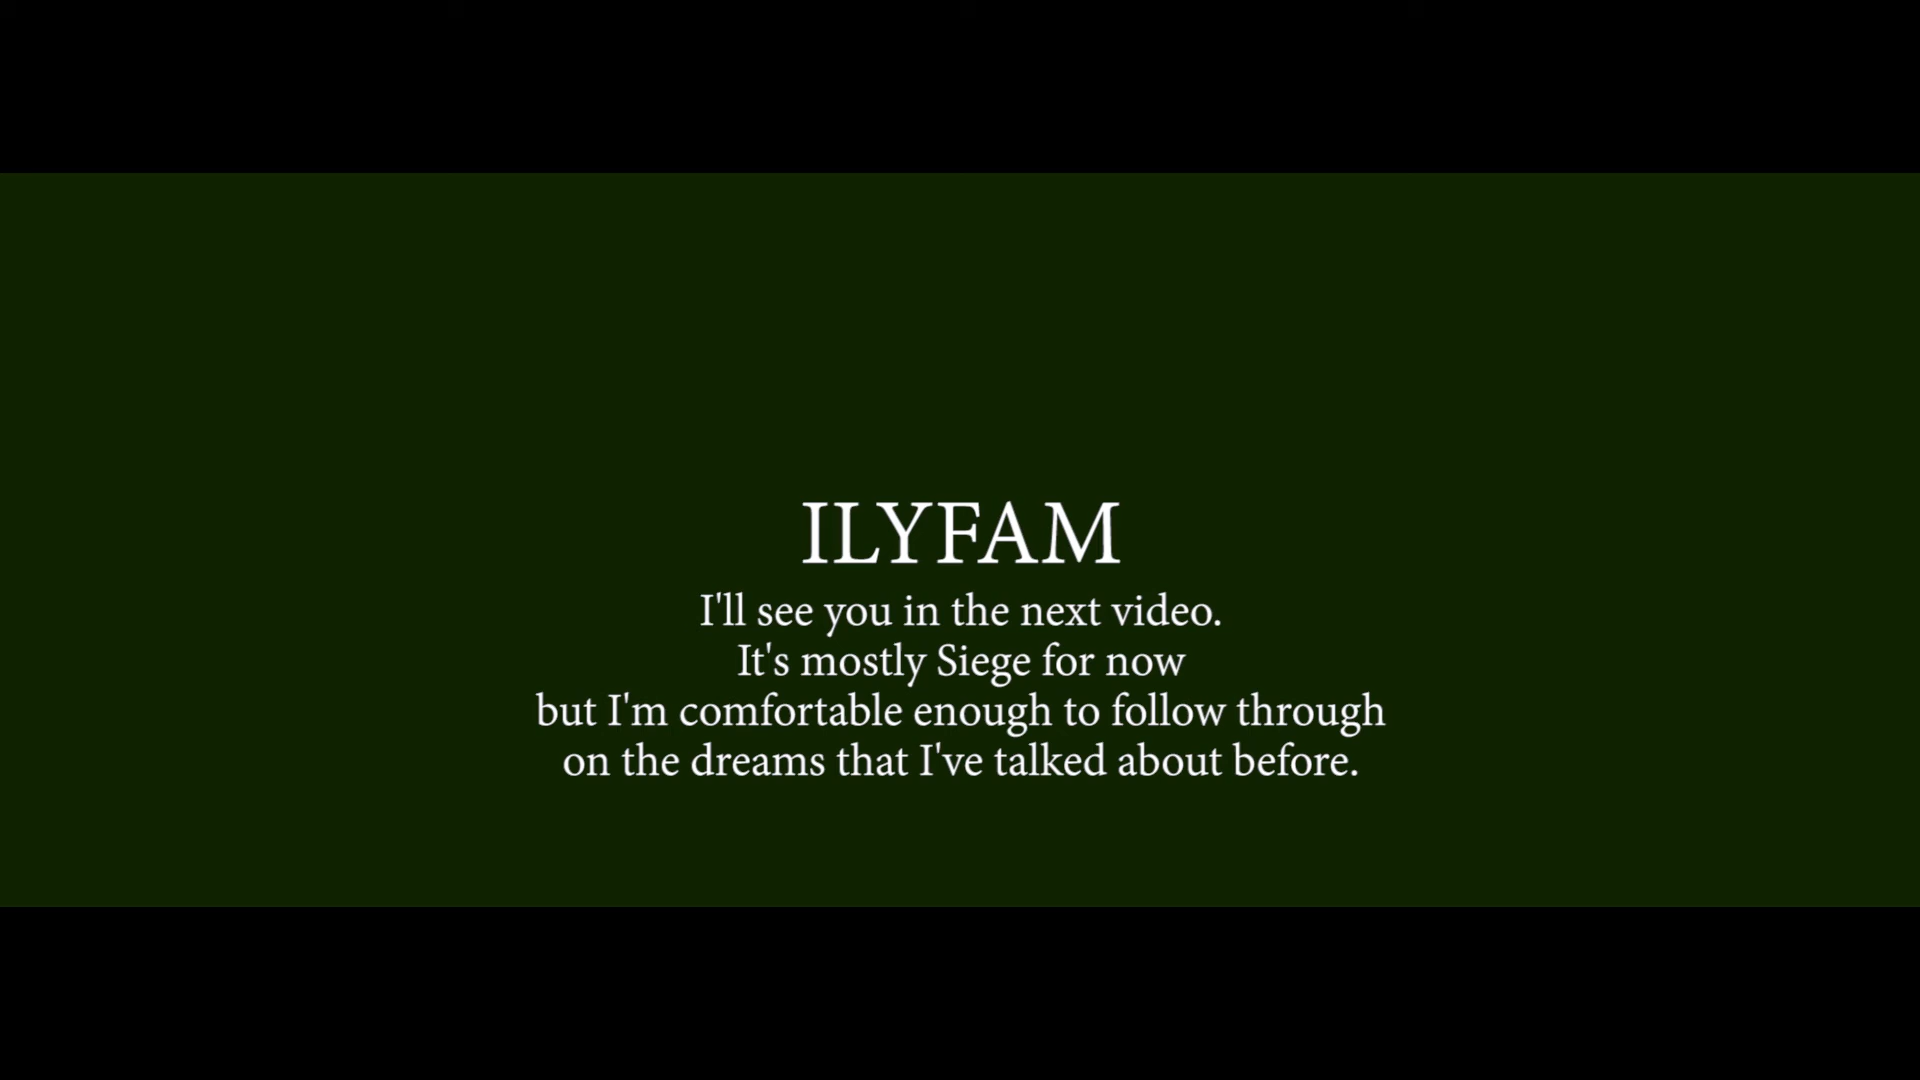 ILYFAM
I'll see you in the next video.
It's mostly Siege for now
but I'm comfortable enough to follow through
on the dreams that I've talked about before.